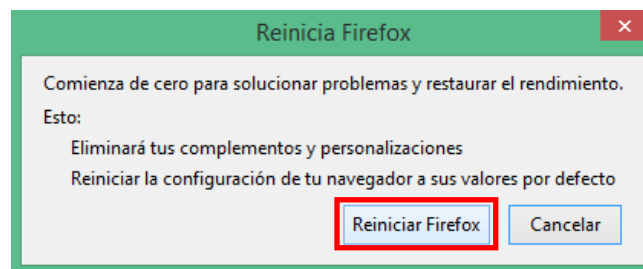 Reinicia Firefox
Comienza de cero para solucionar problemas y restaurar el rendimiento.
Esto:
Eliminará tus complementos y personalizaciones
Reiniciar la configuración de tu navegador a sus valores por defecto
Reiniciar Firefox Cancelar